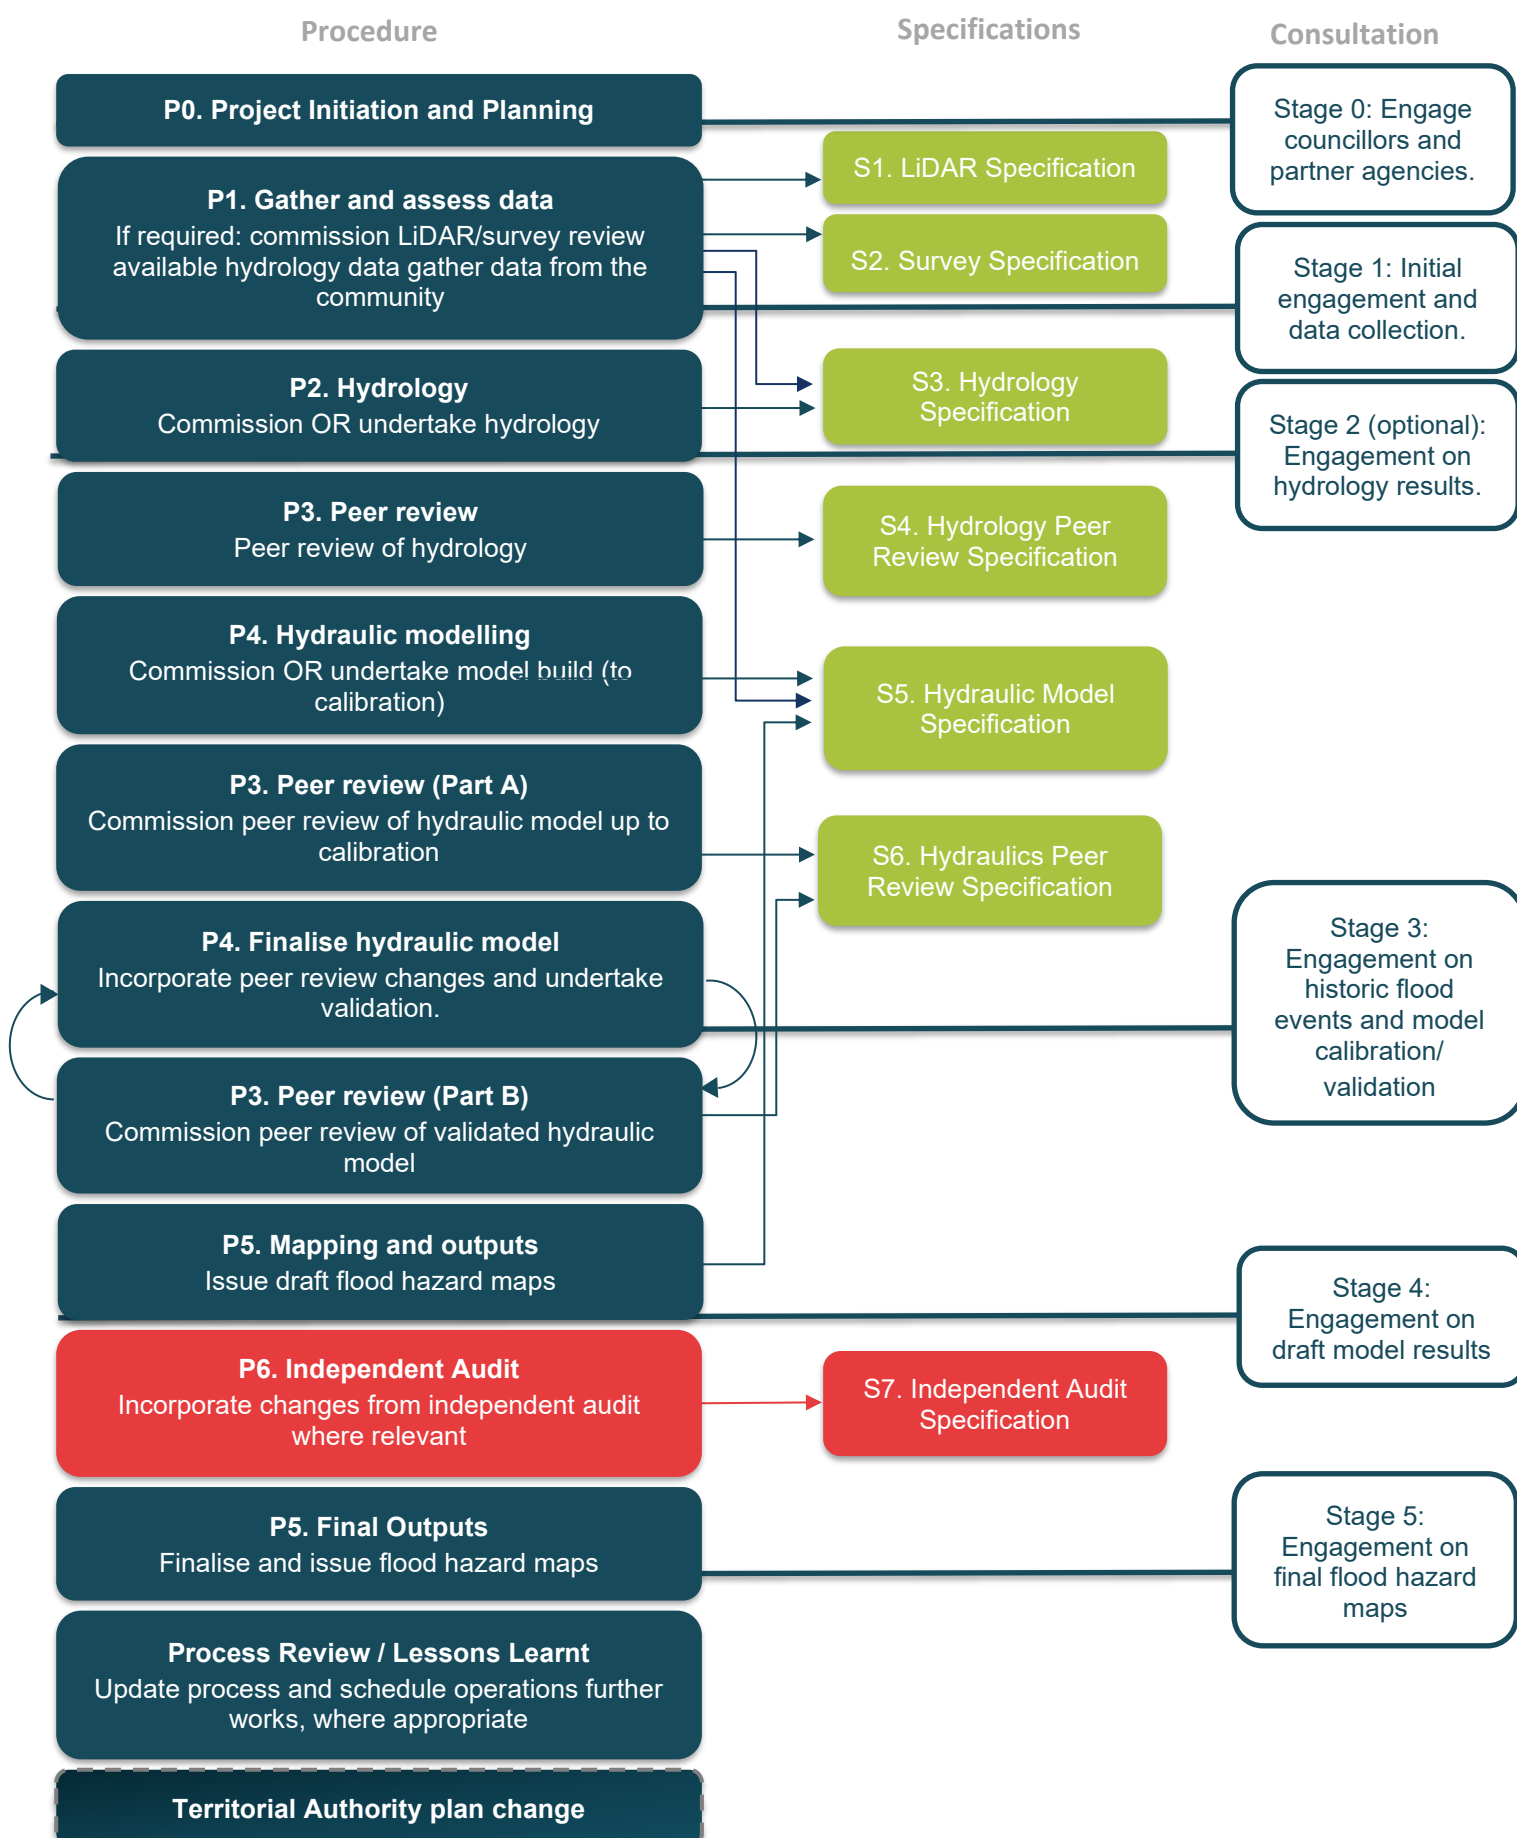 Procedure
Specifications
Consultation
P0. Project Initiation and Planning
Stage 0: Engage
councillors and
partner agencies.
P1. Gather and assess data
If required: commission LiDAR/survey review
available hydrology data gather data from the
community
S1. LiDAR Specification
S2. Survey Specification
Stage 1: Initial
engagement and
data collection.
P2. Hydrology
Commission OR undertake hydrology
S3. Hydrology
Specification
Stage 2 (optional):
Engagement on
hydrology results.
P3. Peer review
Peer review of hydrology
S4. Hydrology Peer
Review Specification
P4. Hydraulic modelling
Commission OR undertake model build (to
calibration)
S5. Hydraulic Model
Specification
P3. Peer review (Part A)
Commission peer review of hydraulic model up to
calibration
S6. Hydraulics Peer
Review Specification
P4. Finalise hydraulic model
Incorporate peer review changes and undertake
validation.
Stage 3:
Engagement on
historic flood
events and model
calibration/
validation
P3. Peer review (Part B)
Commission peer review of validated hydraulic
model
P5. Mapping and outputs
Issue draft flood hazard maps
Stage 4:
Engagement on
draft model results
P6. Independent Audit
Incorporate changes from independent audit
where relevant
S7. Independent Audit
Specification
P5. Final Outputs
Finalise and issue flood hazard maps
Stage 5:
Engagement on
final flood hazard
maps
Process Review / Lessons Learnt
Update process and schedule operations further
works, where appropriate
Territorial Authority plan change